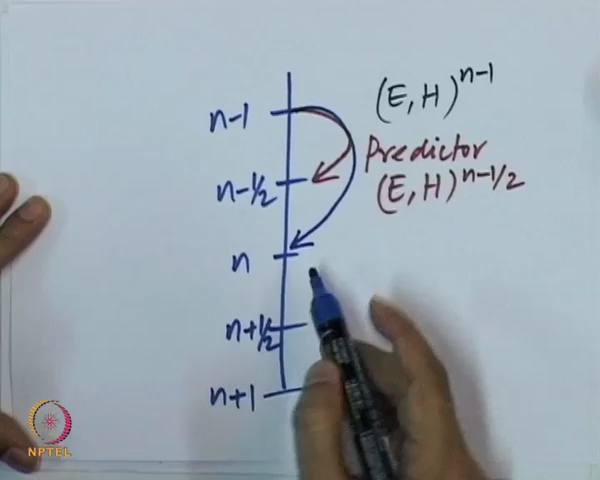 n-1
(E, H)^{n-1}
Predictor
n-1/2
(E, H)^{n-1/2}
n
n+1/2
n+1
NPTEL